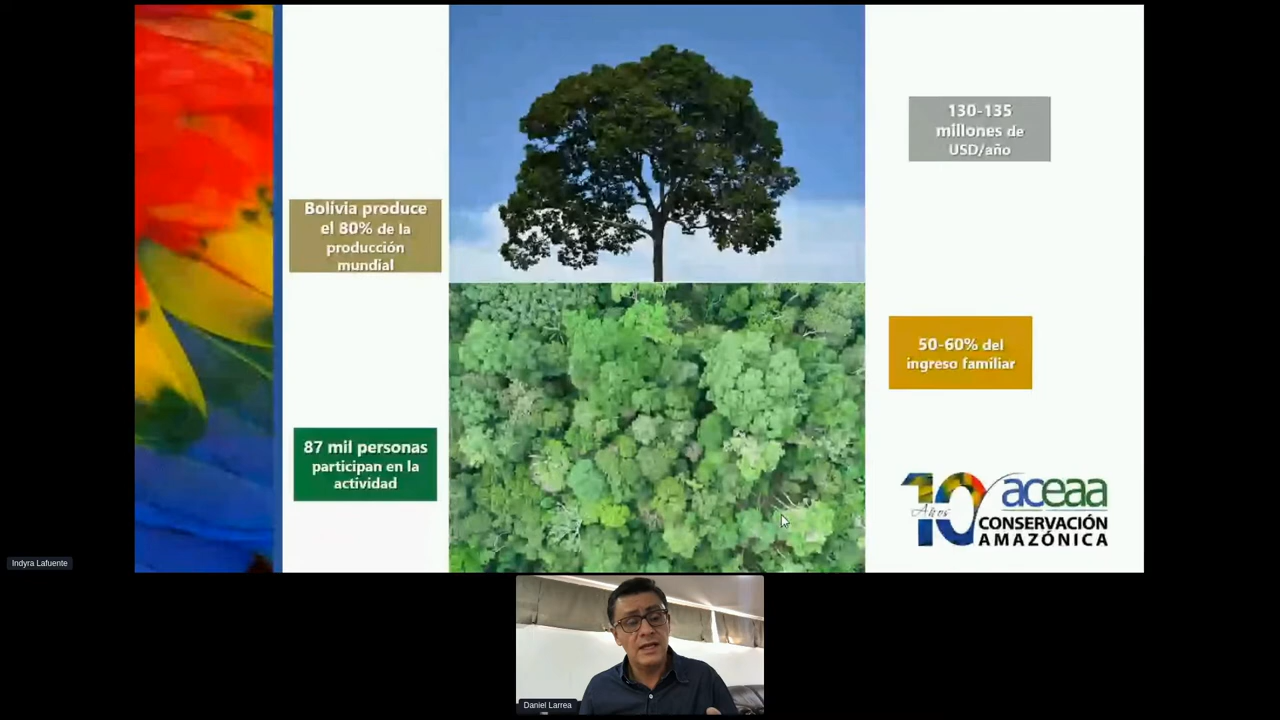 130-135
millones de
USD/año
Bolivia produce
el 80% de la
producción
mundial
50-60% del
ingreso familiar
87 mil personas
participan en la
actividad
10
Años
aceaa
CONSERVACIÓN
AMAZÓNICA
Indyra Lafuente
Daniel Larrea